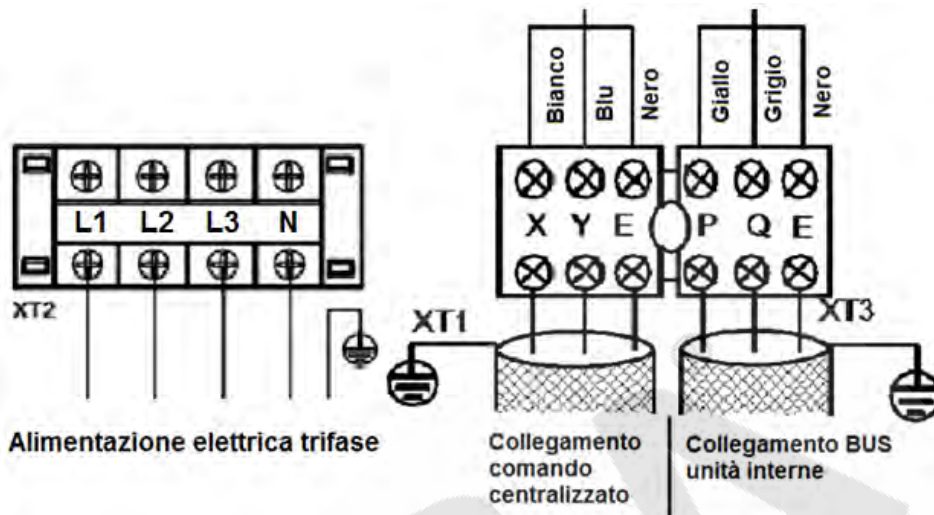 Bianco
Blu
Nero
Giallo
Grigio
Nero
L1 L2 L3 N
X Y E P Q E
XT2
XT1
XT3
Alimentazione elettrica trifase
Collegamento
comando
centralizzato
Collegamento BUS
unità interne